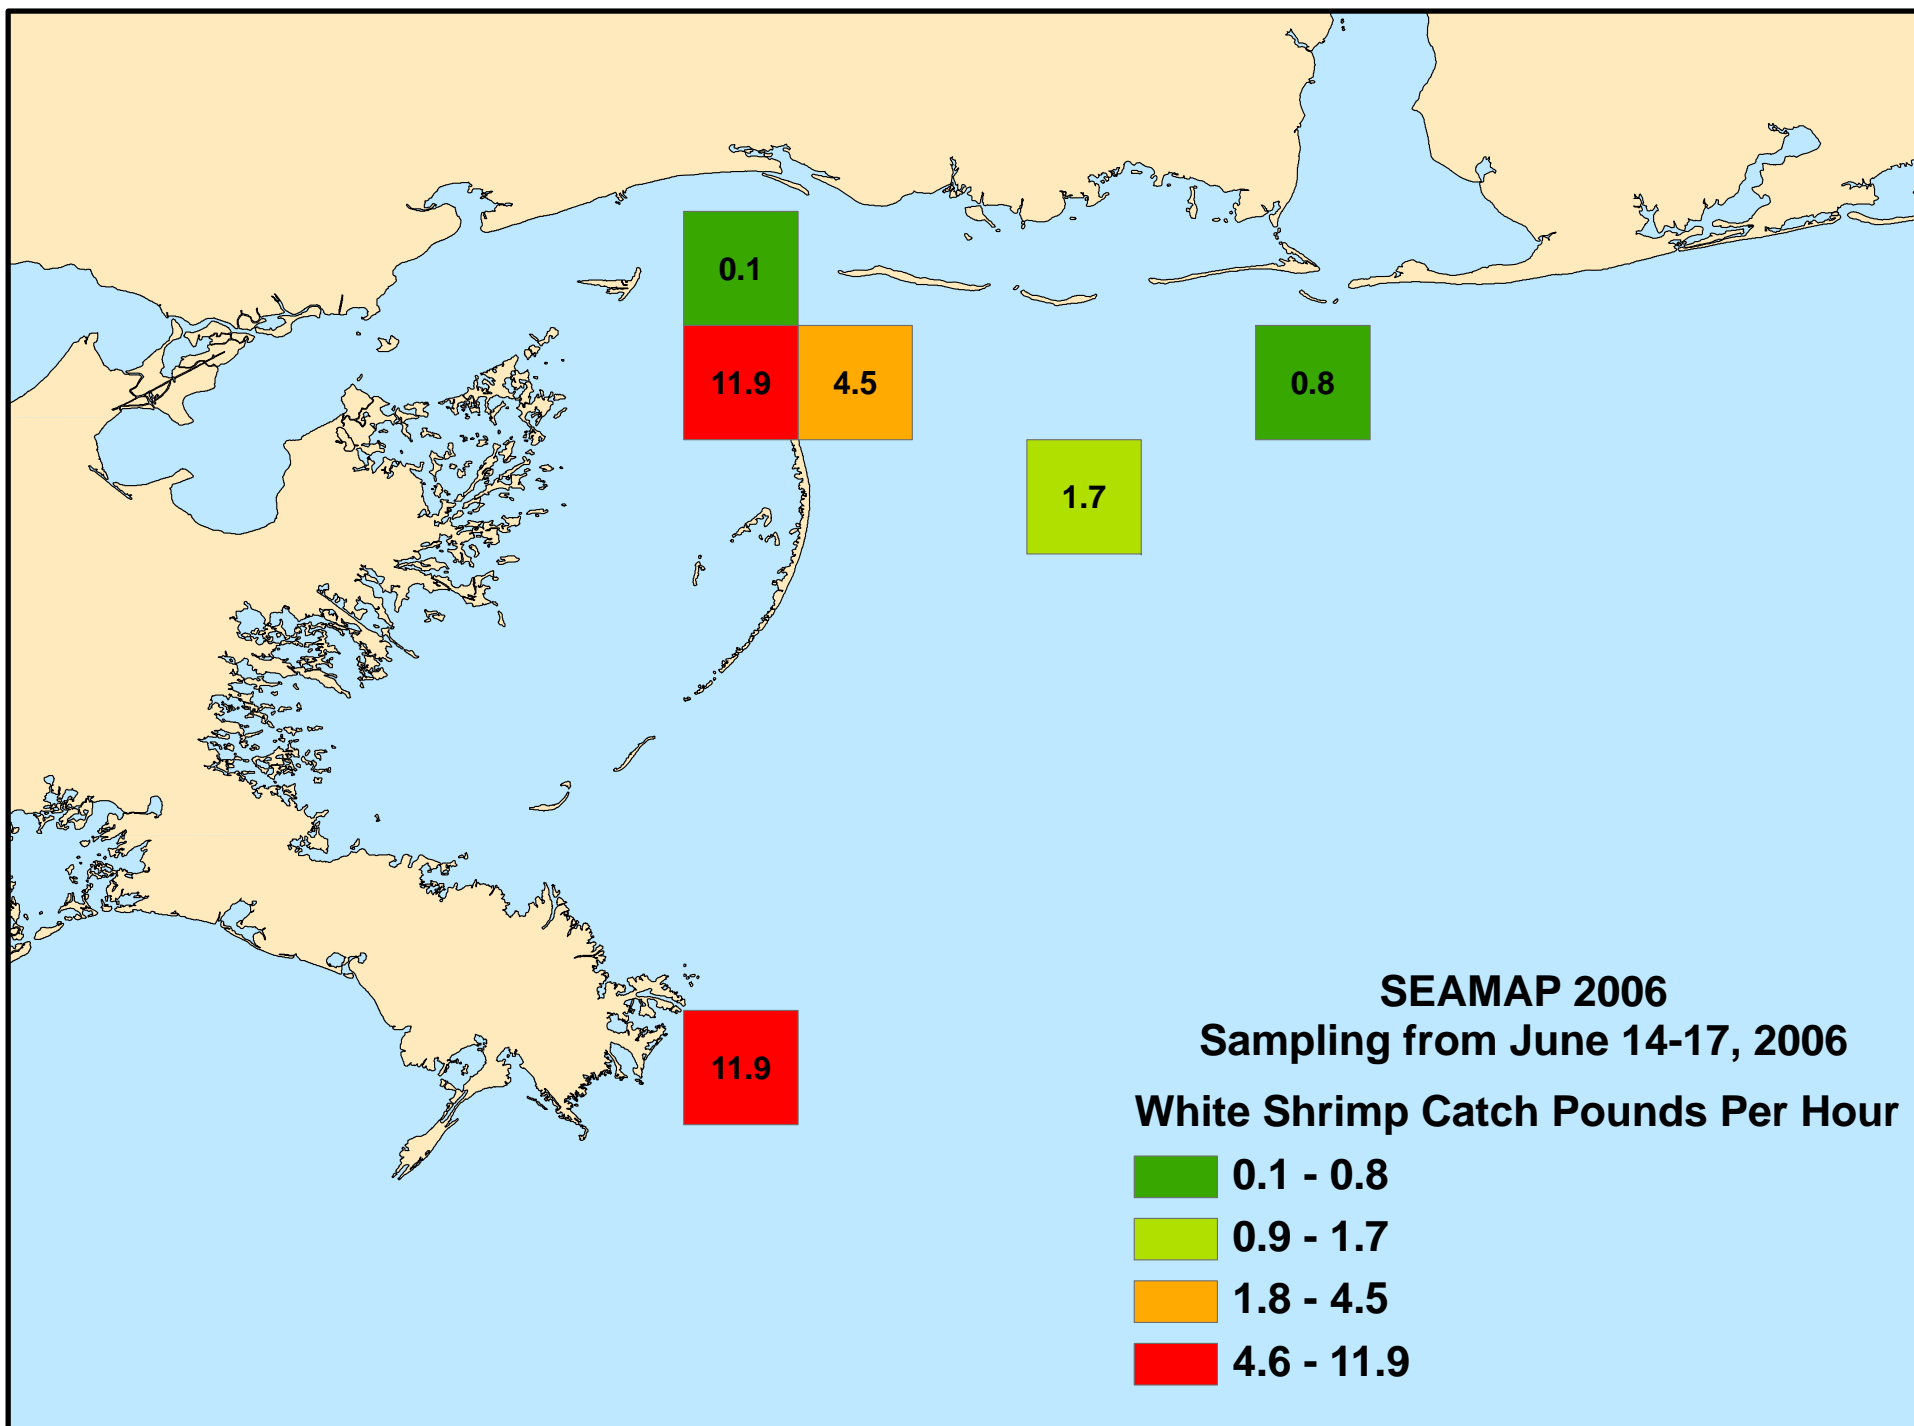 0.1
11.9
4.5
0.8
1.7
11.9
SEAMAP 2006
Sampling from June 14-17, 2006
White Shrimp Catch Pounds Per Hour
0.1 - 0.8
0.9 - 1.7
1.8 - 4.5
4.6 - 11.9